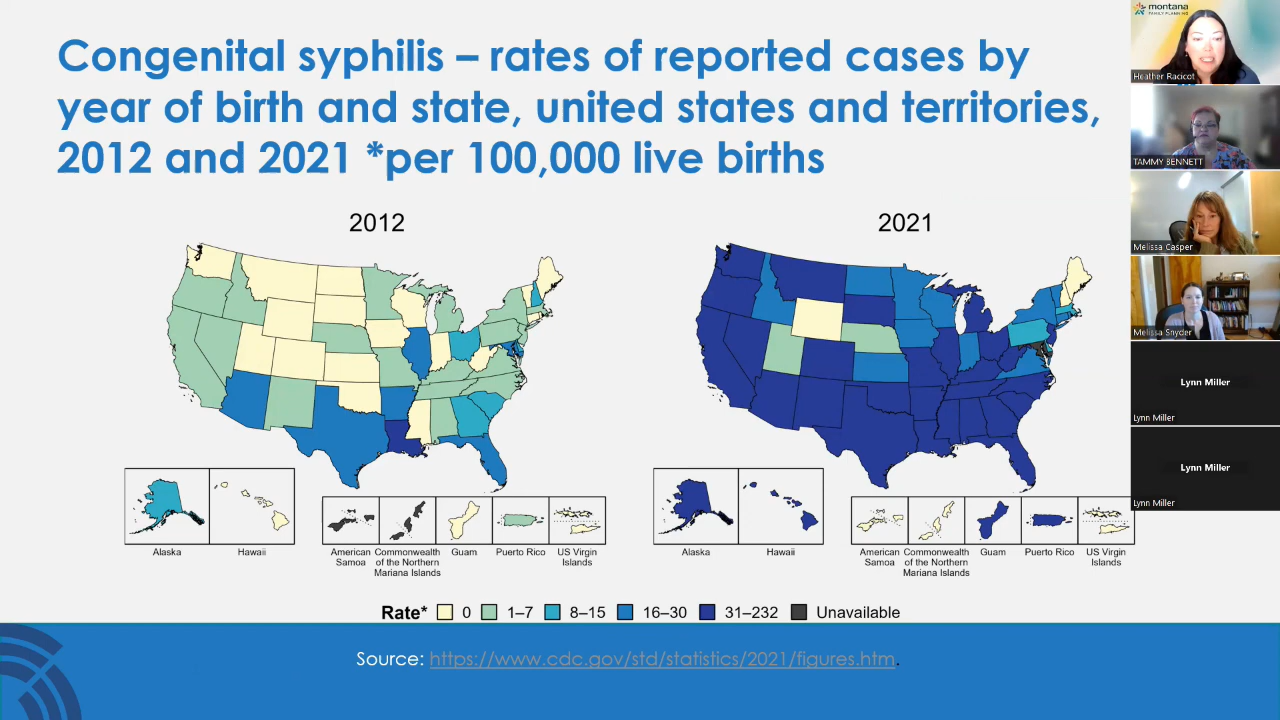 Congenital syphilis – rates of reported cases by
year of birth and state, united states and territories,
2012 and 2021 *per 100,000 live births
2012
2021
Alaska
Hawaii
American
Samoa
Commonwealth
of the Northern
Mariana Islands
Guam
Puerto Rico
US Virgin
Islands
Alaska
Hawaii
American
Samoa
Commonwealth
of the Northern
Mariana Islands
Guam
Puerto Rico
US Virgin
Islands
Rate* 0 1–7 8–15 16–30 31–232 Unavailable
Source: https://www.cdc.gov/std/statistics/2021/figures.htm.
montana
FAMILY PLANNING
Heather Racicot
TAMMY BENNETT
Melissa Casper
Melissa Snyder
Lynn Miller
Lynn Miller
Lynn Miller
Lynn Miller